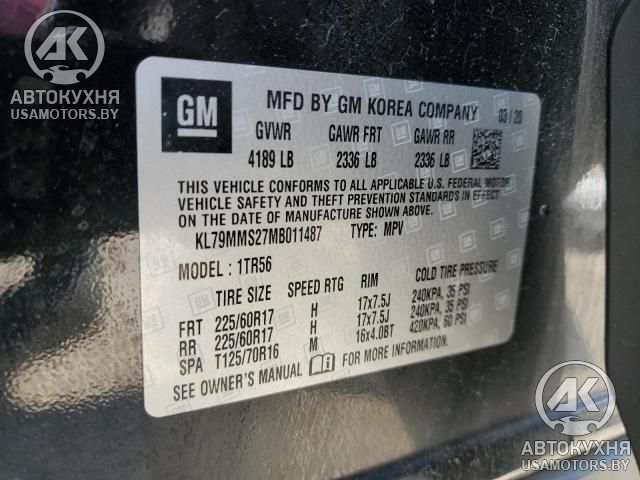 AK
АВТОКУХНЯ
USAMOTORS.BY
GM
MFD BY GM KOREA COMPANY 03/20
GVWR GAWR FRT GAWR RR
4189 LB 2336 LB 2336 LB
THIS VEHICLE CONFORMS TO ALL APPLICABLE U.S. FEDERAL MOTOR
VEHICLE SAFETY AND THEFT PREVENTION STANDARDS IN EFFECT
ON THE DATE OF MANUFACTURE SHOWN ABOVE.
KL79MMS27MB011487 TYPE: MPV
MODEL: 1TR56
TIRE SIZE SPEED RTG RIM COLD TIRE PRESSURE
FRT 225/60R17 H 17x7.5J 240KPA, 35 PSI
RR 225/60R17 H 17x7.5J 240KPA, 35 PSI
SPA T125/70R16 M 16x4.0BT 420KPA, 60 PSI
SEE OWNER'S MANUAL FOR MORE INFORMATION.
AK
АВТОКУХНЯ
USAMOTORS.BY